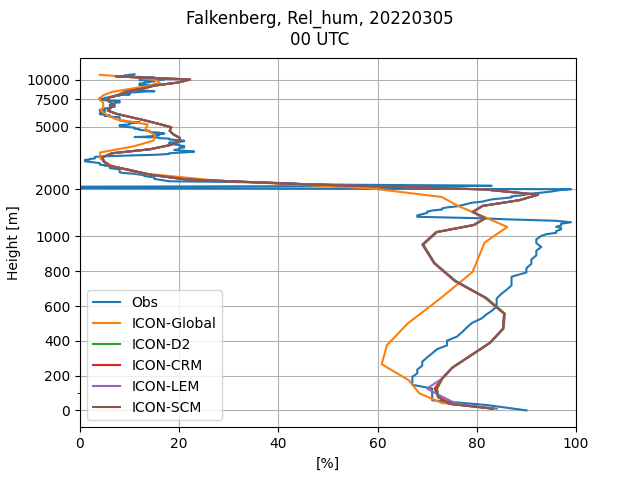 Falkenberg, Rel_hum, 20220305
00 UTC
10000
7500
5000
2000
1000
800
600
400
200
0
Height [m]
Obs
ICON-Global
ICON-D2
ICON-CRM
ICON-LEM
ICON-SCM
0
20
40
60
80
100
[%]